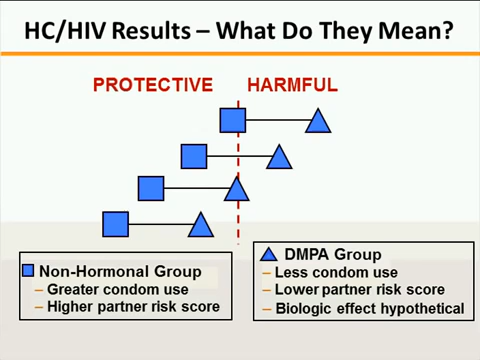 HC/HIV Results – What Do They Mean?
PROTECTIVE HARMFUL
Non-Hormonal Group
– Greater condom use
– Higher partner risk score
DMPA Group
– Less condom use
– Lower partner risk score
– Biologic effect hypothetical